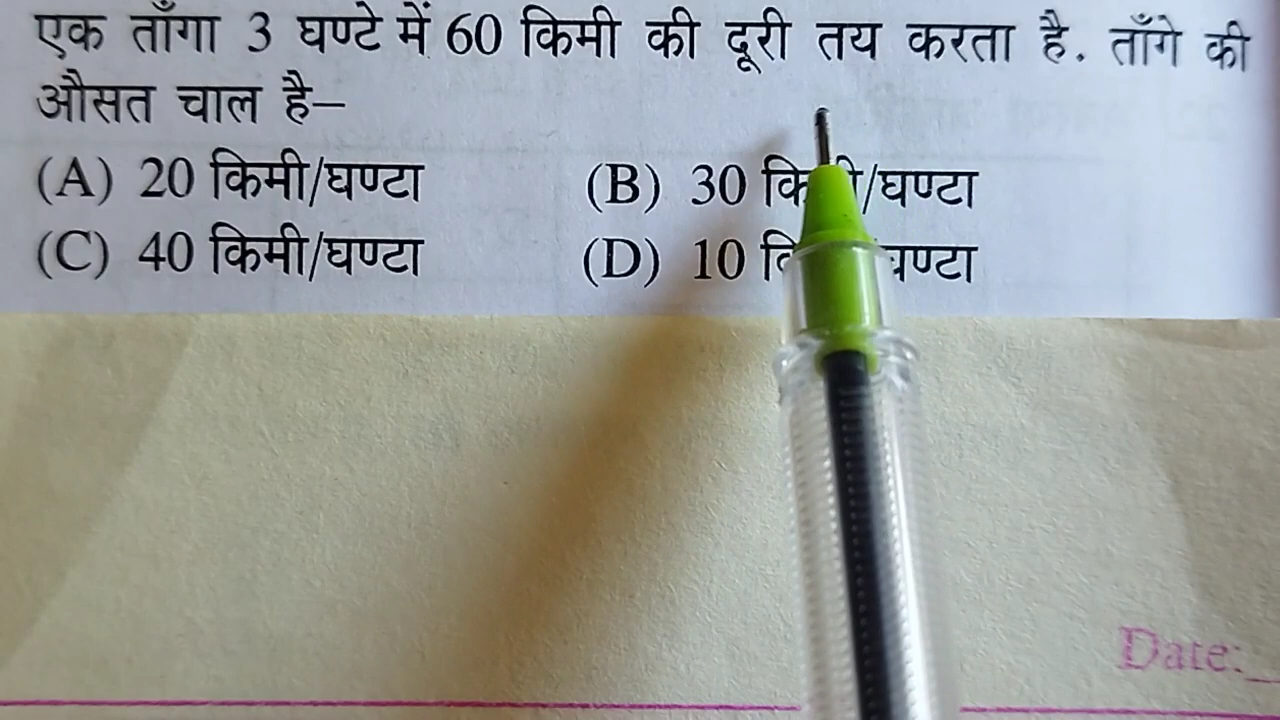 एक ताँगा 3 घण्टे में 60 किमी की दूरी तय करता है. ताँगे की
औसत चाल है–
(A) 20 किमी/घण्टा (B) 30 /घण्टा
(C) 40 किमी/घण्टा (D) 10
Date: